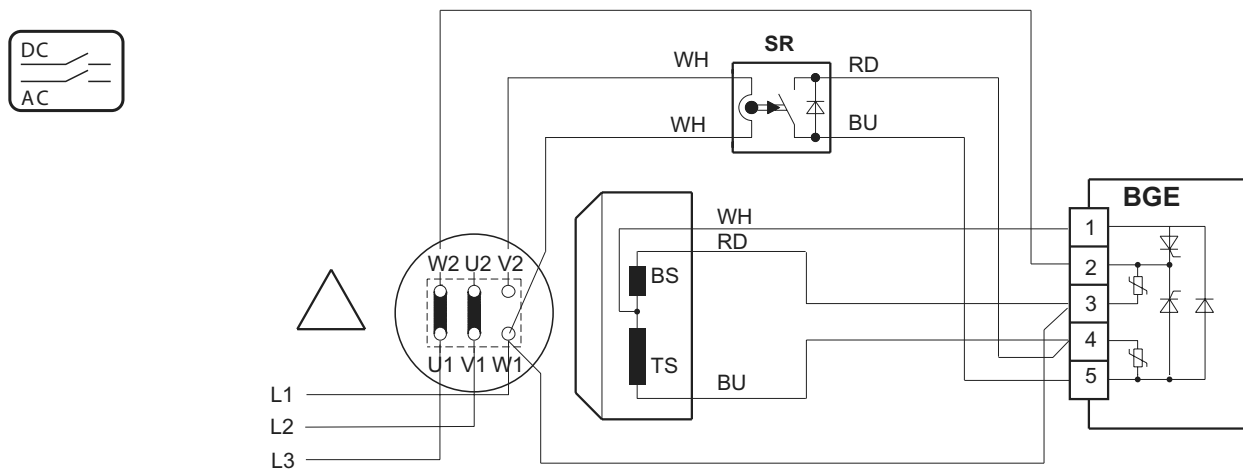 DC
AC
SR
WH
RD
WH
BU
BGE
WH
RD
1
2
3
4
5
W2 U2 V2
BS
TS
U1 V1 W1
BU
L1
L2
L3